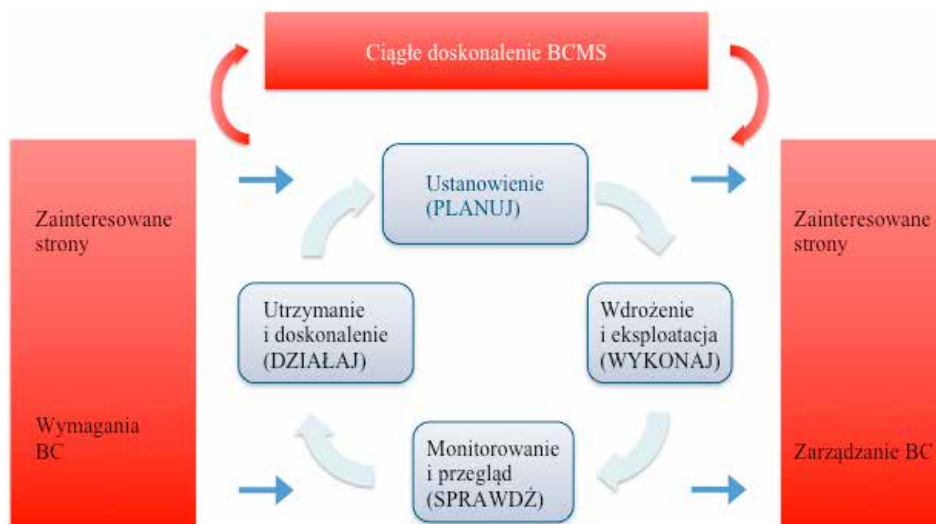 Ciągłe doskonalenie BCMS
Zainteresowane
strony
Wymagania
BC
Ustanowienie
(PLANUJ)
Utrzymanie
i doskonalenie
(DZIAŁAJ)
Wdrożenie
i eksploatacja
(WYKONAJ)
Monitorowanie
i przegląd
(SPRAWDŹ)
Zainteresowane
strony
Zarządzanie BC